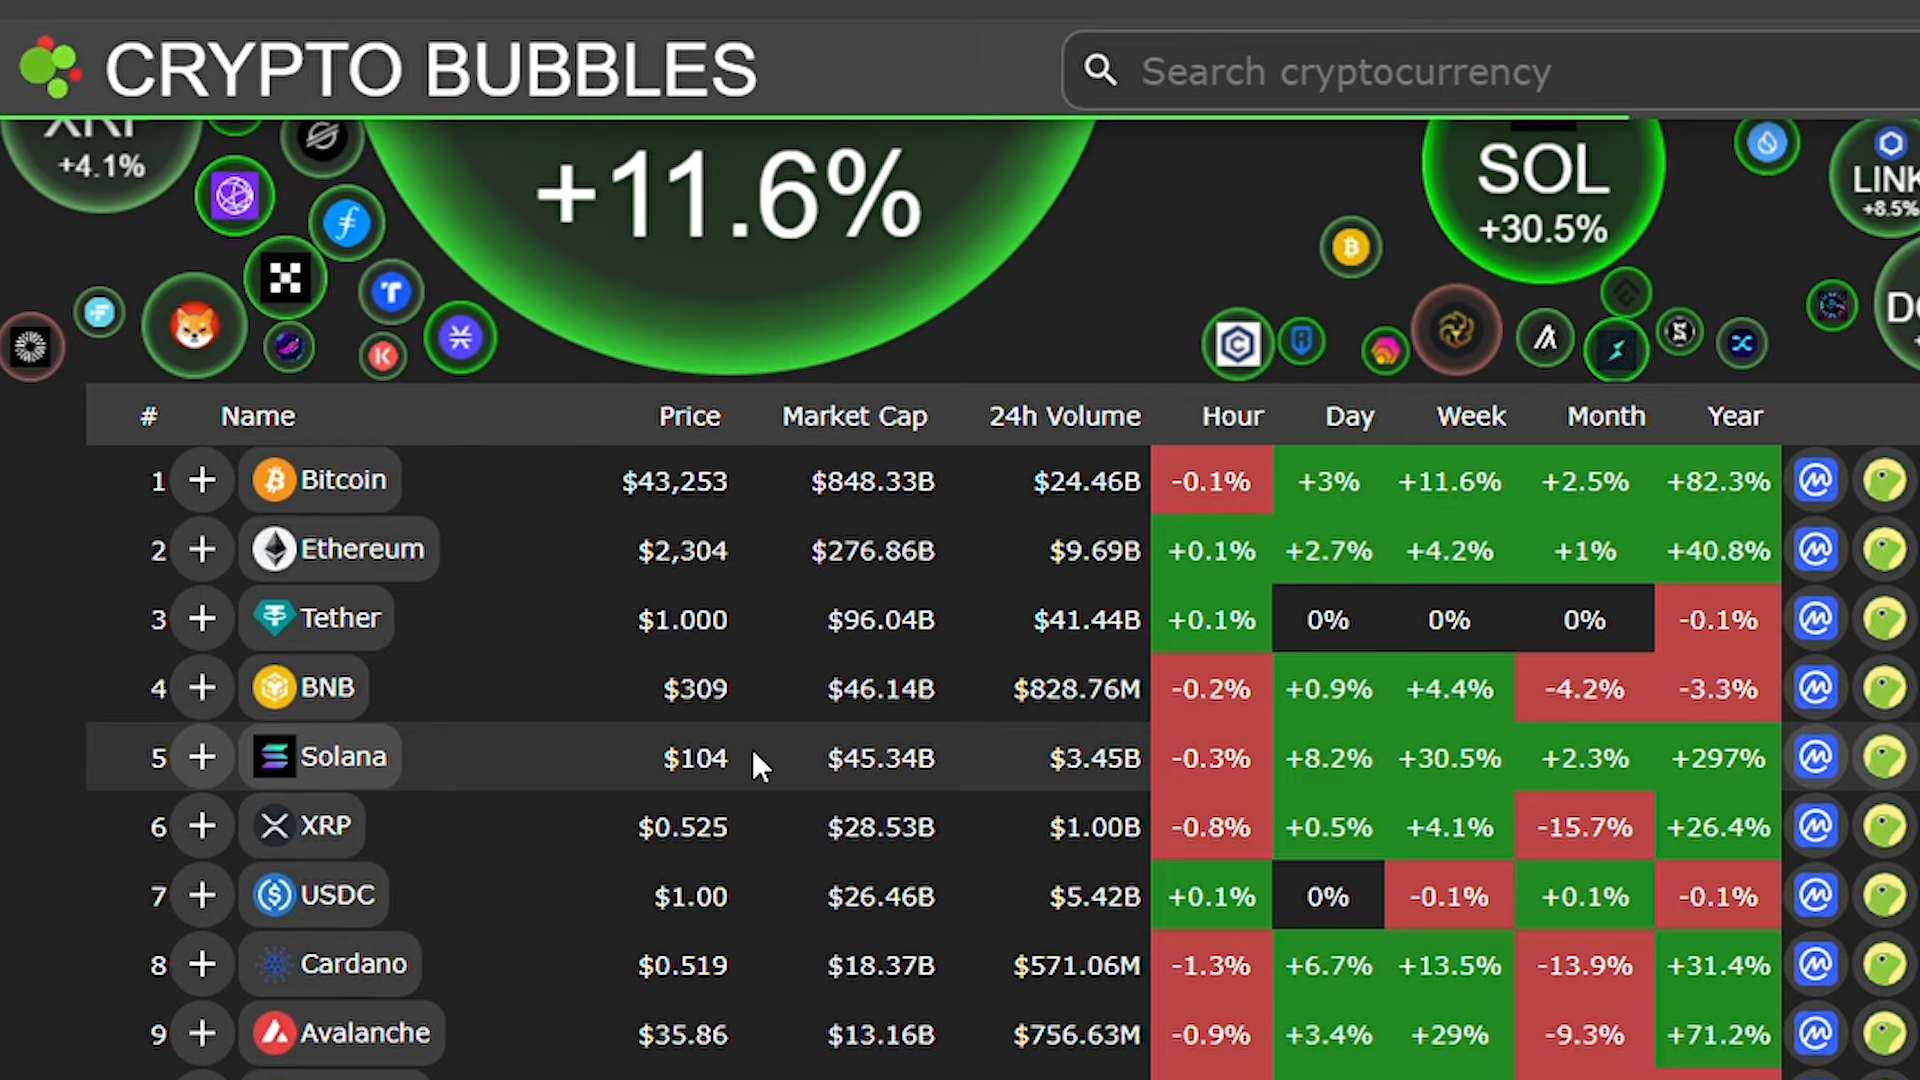 CRYPTO BUBBLES
Search cryptocurrency
XRP
+4.1%
+11.6%
SOL
+30.5%
LINK
+8.5%
# Name Price Market Cap 24h Volume Hour Day Week Month Year
1 + Bitcoin $43,253 $848.33B $24.46B -0.1% +3% +11.6% +2.5% +82.3%
2 + Ethereum $2,304 $276.86B $9.69B +0.1% +2.7% +4.2% +1% +40.8%
3 + Tether $1.000 $96.04B $41.44B +0.1% 0% 0% 0% -0.1%
4 + BNB $309 $46.14B $828.76M -0.2% +0.9% +4.4% -4.2% -3.3%
5 + Solana $104 $45.34B $3.45B -0.3% +8.2% +30.5% +2.3% +297%
6 + XRP $0.525 $28.53B $1.00B -0.8% +0.5% +4.1% -15.7% +26.4%
7 + USDC $1.00 $26.46B $5.42B +0.1% 0% -0.1% +0.1% -0.1%
8 + Cardano $0.519 $18.37B $571.06M -1.3% +6.7% +13.5% -13.9% +31.4%
9 + Avalanche $35.86 $13.16B $756.63M -0.9% +3.4% +29% -9.3% +71.2%